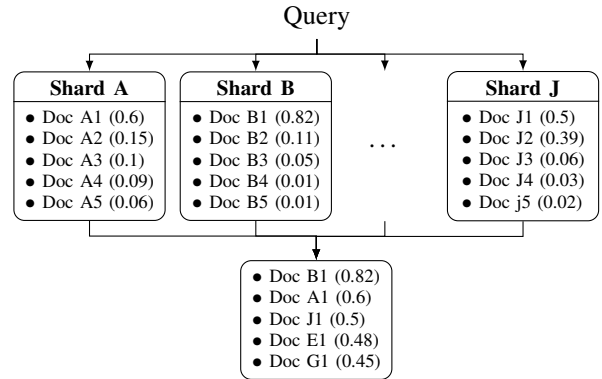 Query
Shard A
• Doc A1 (0.6)
• Doc A2 (0.15)
• Doc A3 (0.1)
• Doc A4 (0.09)
• Doc A5 (0.06)
Shard B
• Doc B1 (0.82)
• Doc B2 (0.11)
• Doc B3 (0.05)
• Doc B4 (0.01)
• Doc B5 (0.01)
. . .
Shard J
• Doc J1 (0.5)
• Doc J2 (0.39)
• Doc J3 (0.06)
• Doc J4 (0.03)
• Doc j5 (0.02)
• Doc B1 (0.82)
• Doc A1 (0.6)
• Doc J1 (0.5)
• Doc E1 (0.48)
• Doc G1 (0.45)